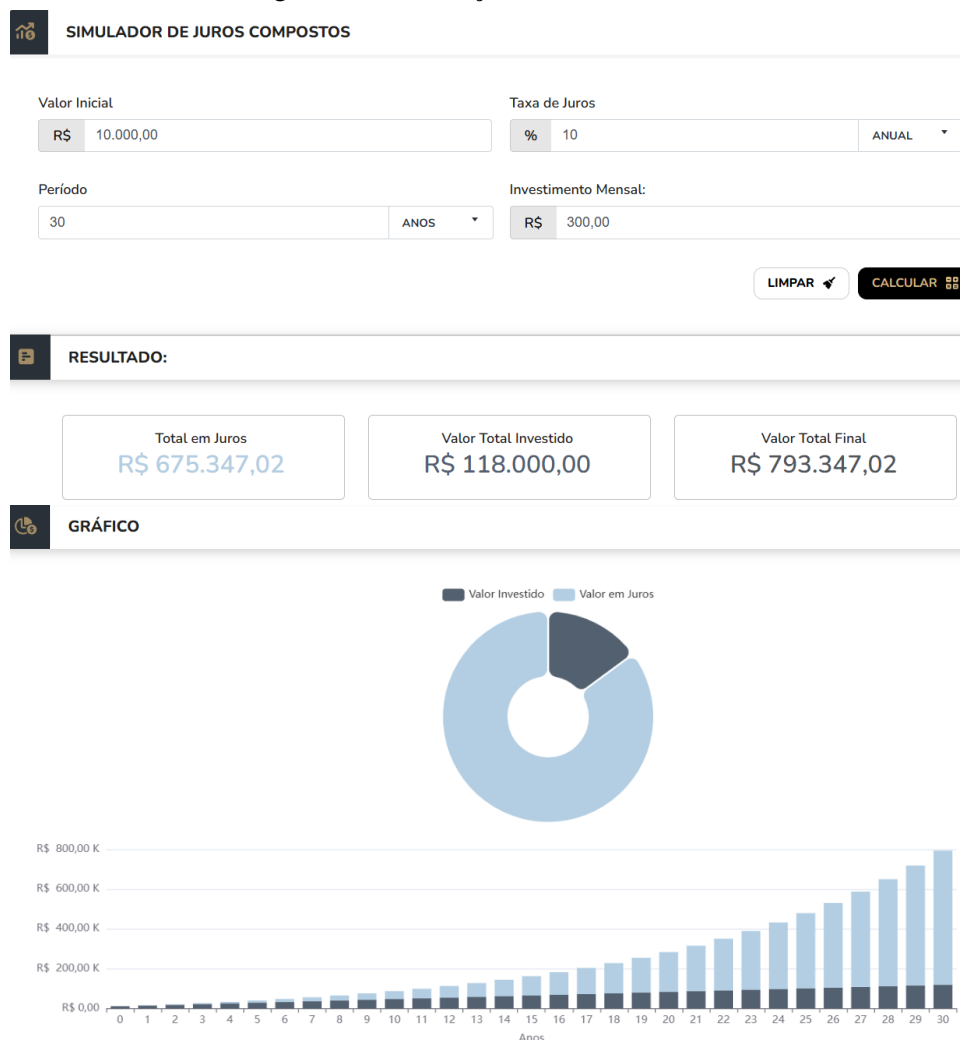 SIMULADOR DE JUROS COMPOSTOS
Valor Inicial
Taxa de Juros
R$ 10.000,00
% 10 ANUAL
Período
Investimento Mensal:
30 ANOS
R$ 300,00
LIMPAR
CALCULAR
RESULTADO:
Total em Juros
R$ 675.347,02
Valor Total Investido
R$ 118.000,00
Valor Total Final
R$ 793.347,02
GRÁFICO
Valor Investido Valor em Juros
R$ 800,00 K
R$ 600,00 K
R$ 400,00 K
R$ 200,00 K
R$ 0,00
0 1 2 3 4 5 6 7 8 9 10 11 12 13 14 15 16 17 18 19 20 21 22 23 24 25 26 27 28 29 30
Anos